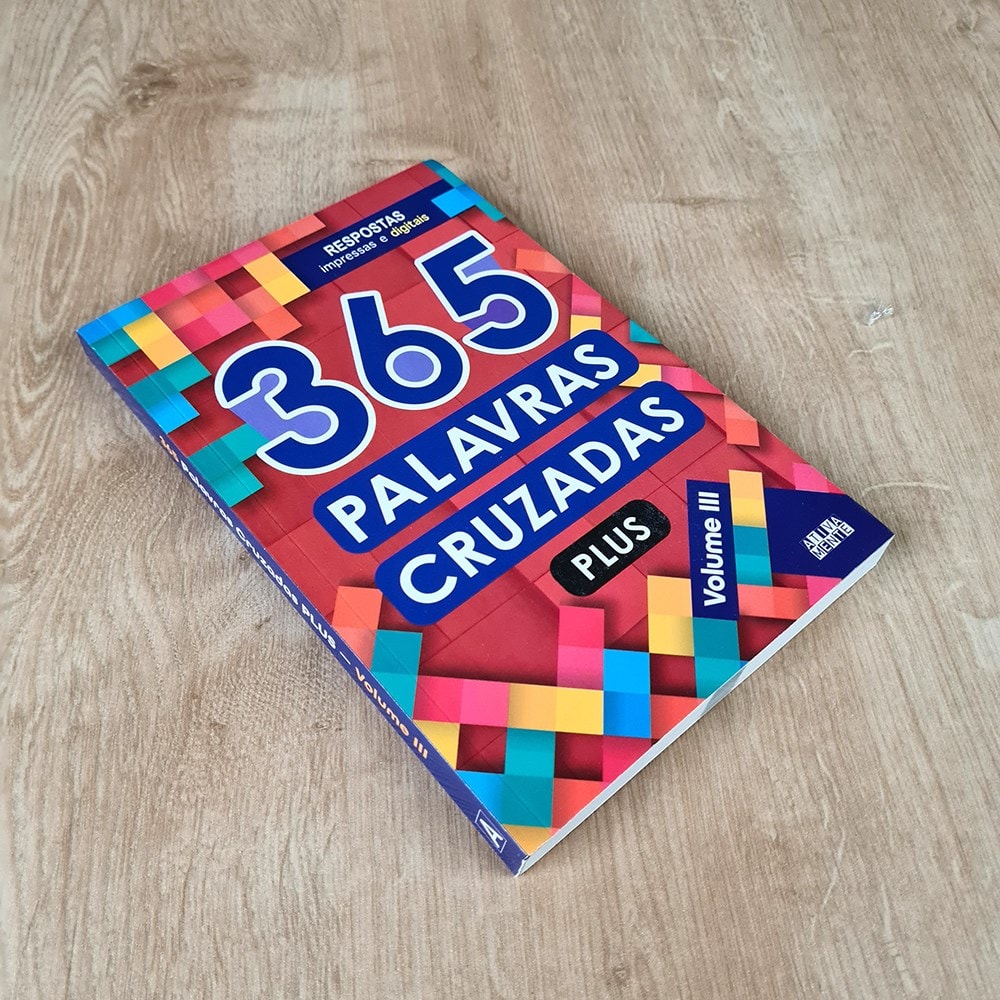 RESPOSTAS
impressas e digitais
365
PALAVRAS
CRUZADAS
PLUS
Volume III
ATIVA
MENTE
365 Palavras Cruzadas PLUS – Volume III
A